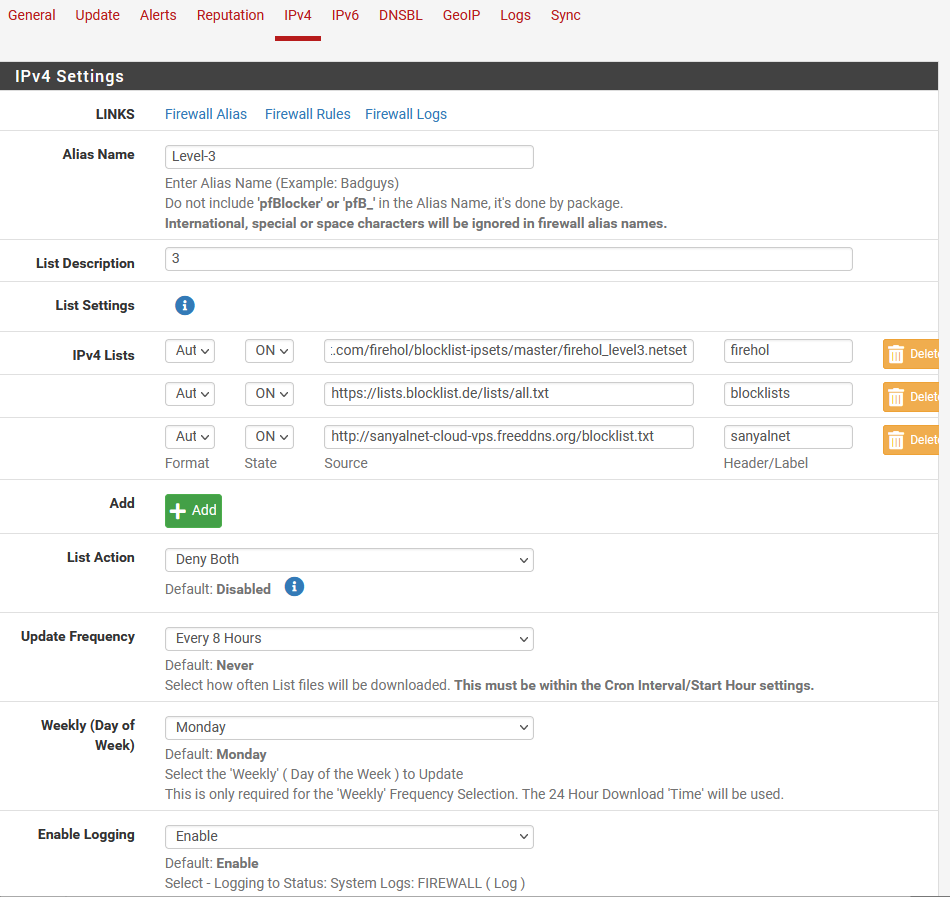 General Update Alerts Reputation IPv4 IPv6 DNSBL GeoIP Logs Sync
IPv4 Settings
LINKS Firewall Alias Firewall Rules Firewall Logs
Alias Name Level-3
Enter Alias Name (Example: Badguys)
Do not include 'pfBlocker' or 'pfB_' in the Alias Name, it's done by package.
International, special or space characters will be ignored in firewall alias names.
List Description 3
List Settings
IPv4 Lists Aut ON .com/firehol/blocklist-ipsets/master/firehol_level3.netset firehol Delet
Aut ON https://lists.blocklist.de/lists/all.txt blocklists Delet
Aut ON http://sanyalnet-cloud-vps.freeddns.org/blocklist.txt sanyalnet Delet
Format State Source Header/Label
Add Add
List Action Deny Both
Default: Disabled
Update Frequency Every 8 Hours
Default: Never
Select how often List files will be downloaded. This must be within the Cron Interval/Start Hour settings.
Weekly (Day of Week) Monday
Default: Monday
Select the 'Weekly' ( Day of the Week ) to Update
This is only required for the 'Weekly' Frequency Selection. The 24 Hour Download 'Time' will be used.
Enable Logging Enable
Default: Enable
Select - Logging to Status: System Logs: FIREWALL ( Log )